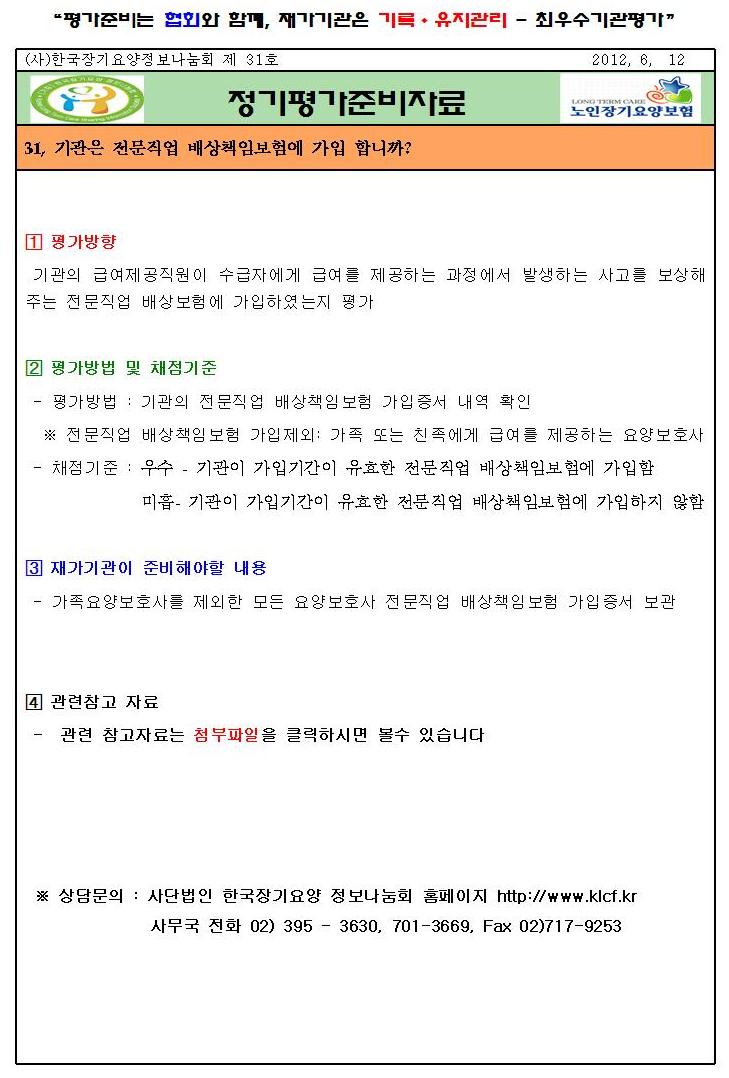 “평가준비는 협회와 함께, 재가기관은 기록·유지관리 - 최우수기관평가”
(사)한국장기요양정보나눔회 제 31호 2012, 6, 12
정기평가준비자료
LONG TERM CARE
노인장기요양보험
31, 기관은 전문직업 배상책임보험에 가입 합니까?
1 평가방향
기관의 급여제공직원이 수급자에게 급여를 제공하는 과정에서 발생하는 사고를 보상해
주는 전문직업 배상보험에 가입하였는지 평가
2 평가방법 및 채점기준
- 평가방법 : 기관의 전문직업 배상책임보험 가입증서 내역 확인
※ 전문직업 배상책임보험 가입제외: 가족 또는 친족에게 급여를 제공하는 요양보호사
- 채점기준 : 우수 - 기관이 가입기간이 유효한 전문직업 배상책임보험에 가입함
미흡- 기관이 가입기간이 유효한 전문직업 배상책임보험에 가입하지 않함
3 재가기관이 준비해야할 내용
- 가족요양보호사를 제외한 모든 요양보호사 전문직업 배상책임보험 가입증서 보관
4 관련참고 자료
- 관련 참고자료는 첨부파일을 클릭하시면 볼수 있습니다
※ 상담문의 : 사단법인 한국장기요양 정보나눔회 홈페이지 http://www.klcf.kr
사무국 전화 02) 395 - 3630, 701-3669, Fax 02)717-9253